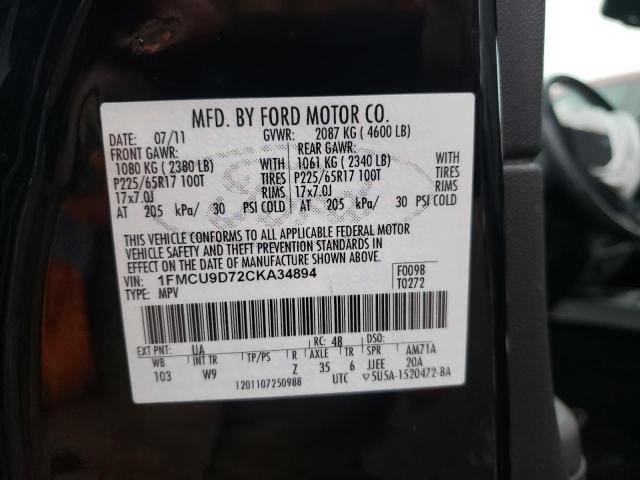 MFD. BY FORD MOTOR CO.
DATE: 07/11 GVWR: 2087 KG ( 4600 LB)
FRONT GAWR: REAR GAWR:
1080 KG ( 2380 LB) WITH 1061 KG ( 2340 LB) WITH
P225/65R17 100T TIRES P225/65R17 100T TIRES
17x7.0J RIMS 17x7.0J RIMS
AT 205 kPa/ 30 PSI COLD AT 205 kPa/ 30 PSI COLD
THIS VEHICLE CONFORMS TO ALL APPLICABLE FEDERAL MOTOR
VEHICLE SAFETY AND THEFT PREVENTION STANDARDS IN
EFFECT ON THE DATE OF MANUFACTURE SHOWN ABOVE.
VIN: 1FMCU9D72CKA34894 F0098
TYPE: MPV T0272
EXT PNT: UA RC: 48 DSO:
WB INT TR TP/PS R AXLE TR SPR AM71A
103 W9 Z 35 6 JJEE 20A
1201107250988 UTC ▽5U5A-1520472-BA